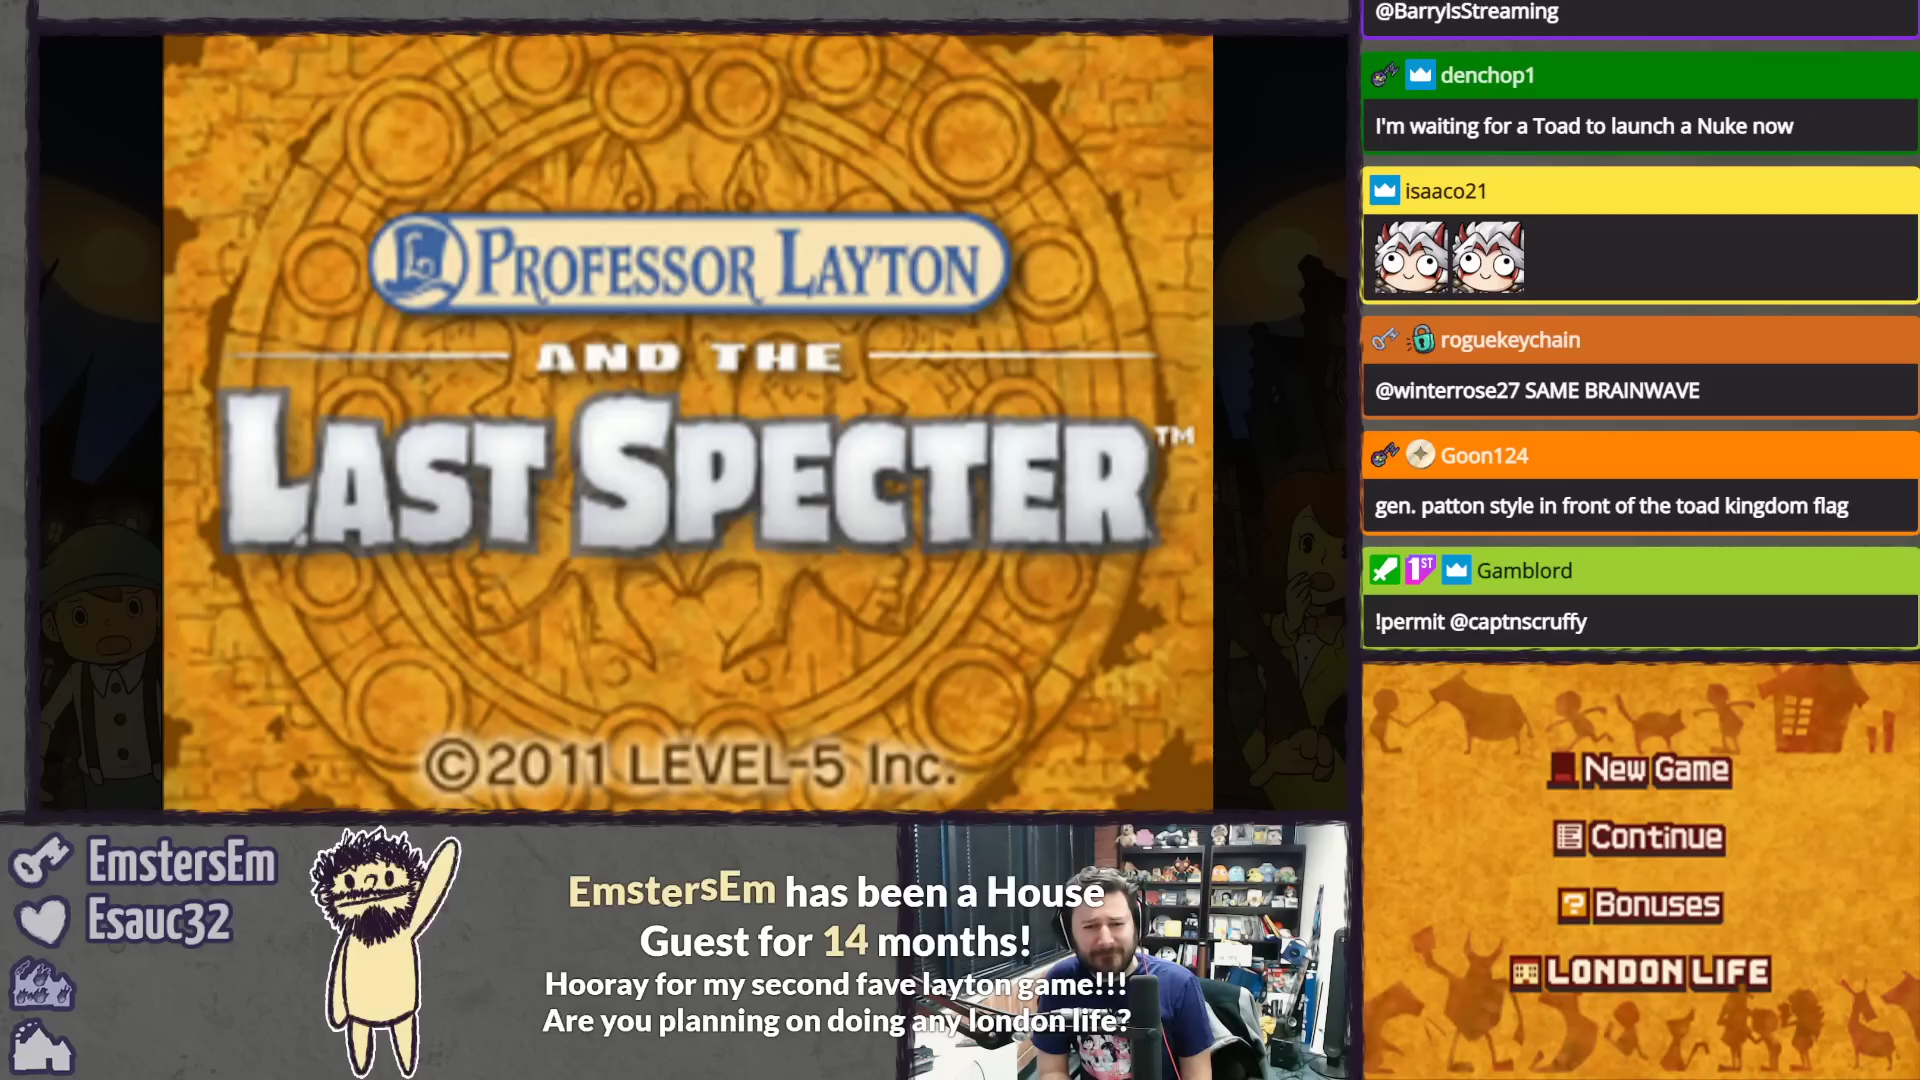 PROFESSOR LAYTON
AND THE
LAST SPECTER™
©2011 LEVEL-5 Inc.
@BarryIsStreaming
denchop1
I'm waiting for a Toad to launch a Nuke now
isaaco21
roguekeychain
@winterrose27 SAME BRAINWAVE
Goon124
gen. patton style in front of the toad kingdom flag
1ST Gamblord
!permit @captnscruffy
New Game
Continue
? Bonuses
LONDON LIFE
EmstersEm
Esauc32
EmstersEm has been a House
Guest for 14 months!
Hooray for my second fave layton game!!!
Are you planning on doing any london life?